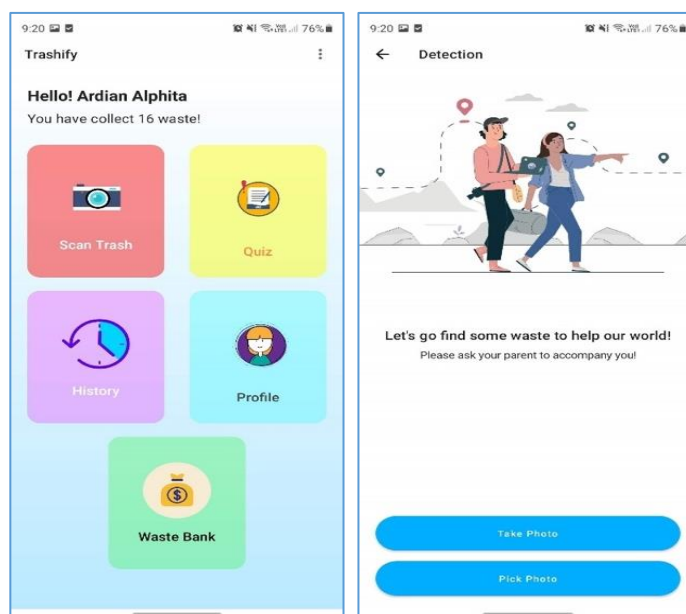 9:20 76%
Trashify
Hello! Ardian Alphita
You have collect 16 waste!
Scan Trash
Quiz
History
Profile
$
Waste Bank
9:20 76%
Detection
Let's go find some waste to help our world!
Please ask your parent to accompany you!
Take Photo
Pick Photo